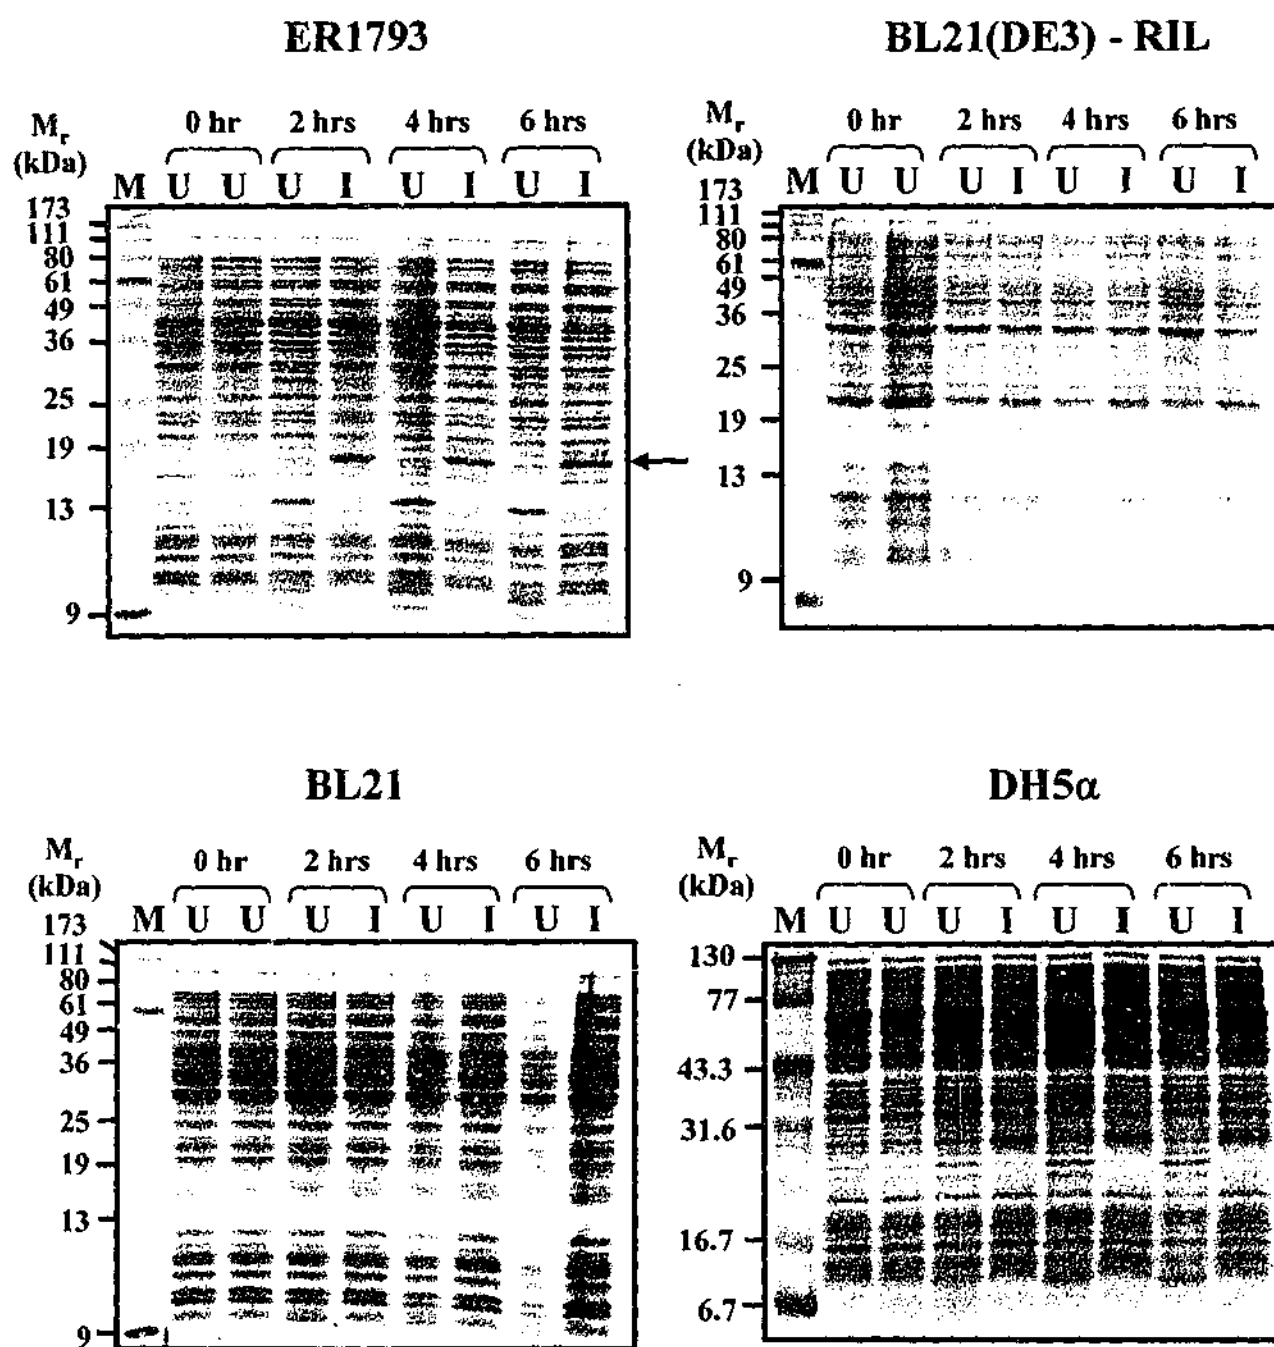 ER1793
M_r
(kDa)
0 hr 2 hrs 4 hrs 6 hrs
M U U U I U I U I
173
111
80
61
49
36
25
19
13
9
BL21(DE3) - RIL
M_r
(kDa)
0 hr 2 hrs 4 hrs 6 hrs
M U U U I U I U I
173
111
80
61
49
36
25
19
13
9
BL21
M_r
(kDa)
0 hr 2 hrs 4 hrs 6 hrs
M U U U I U I U I
173
111
80
61
49
36
25
19
13
9
DH5α
M_r
(kDa)
0 hr 2 hrs 4 hrs 6 hrs
M U U U I U I U I
130
77
43.3
31.6
16.7
6.7